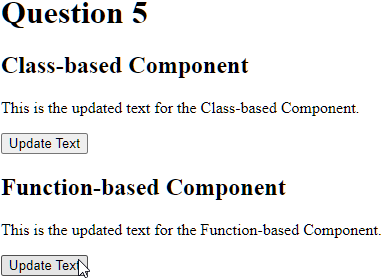 Question 5
Class-based Component
This is the updated text for the Class-based Component.
Update Text
Function-based Component
This is the updated text for the Function-based Component.
Update Text